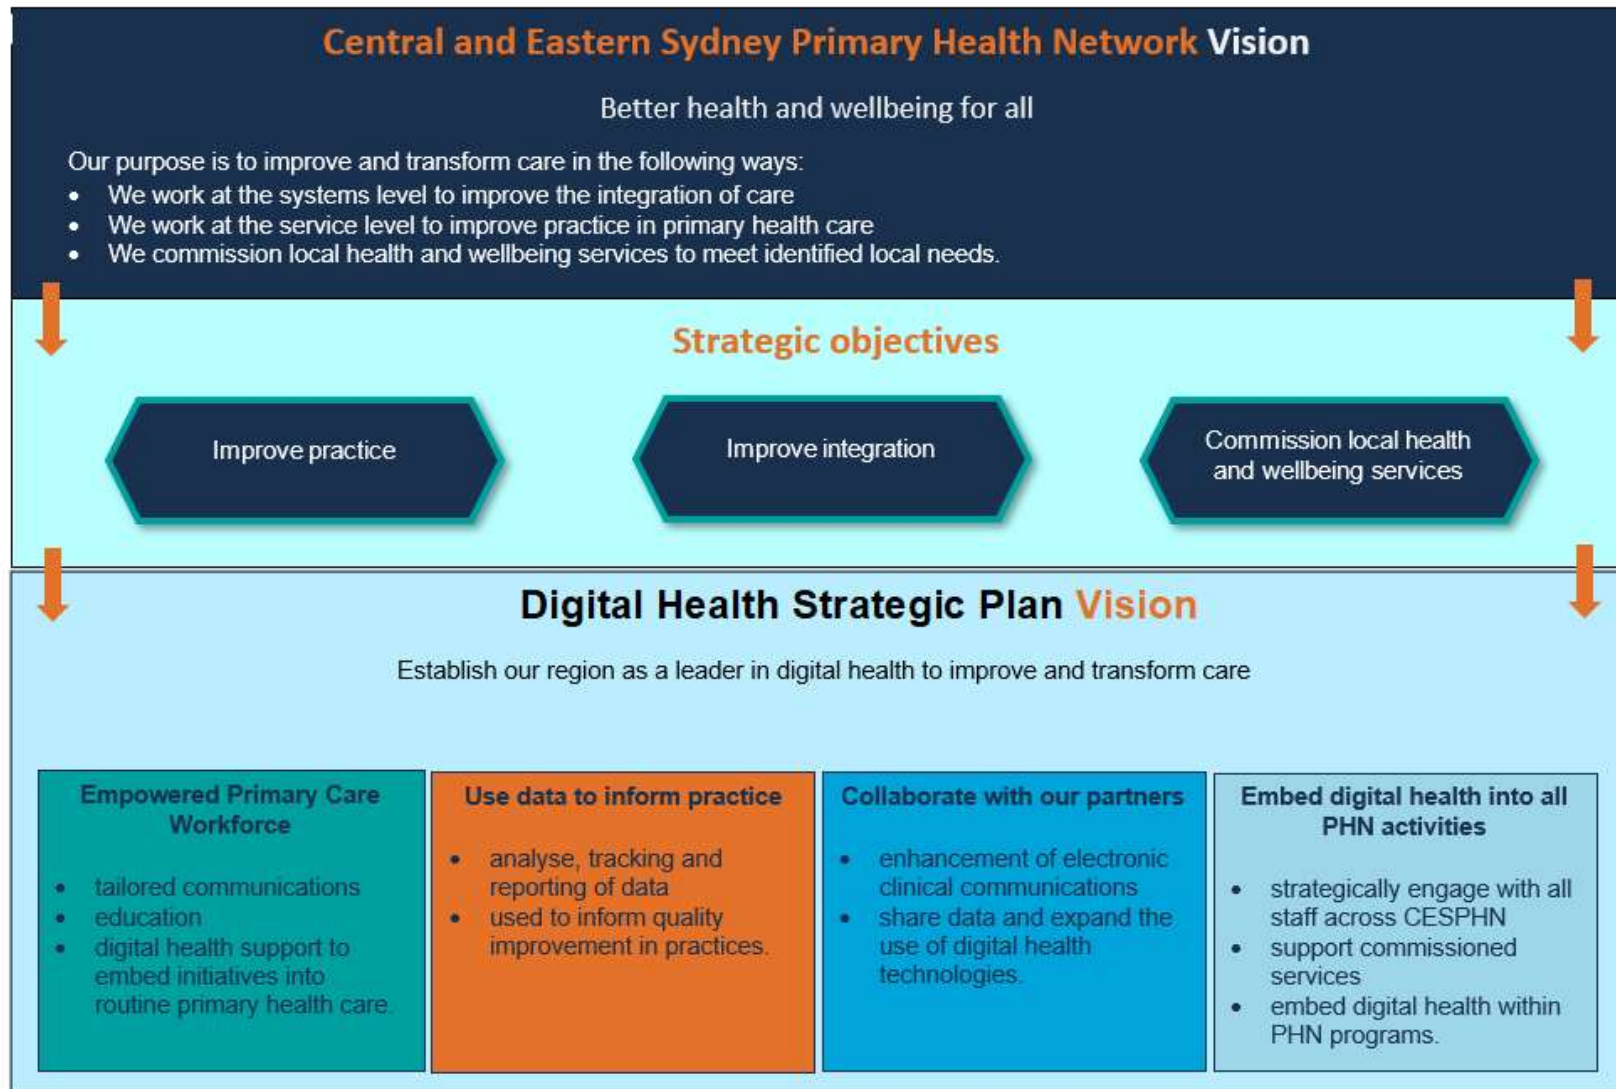 Central and Eastern Sydney Primary Health Network Vision
Better health and wellbeing for all
Our purpose is to improve and transform care in the following ways:
• We work at the systems level to improve the integration of care
• We work at the service level to improve practice in primary health care
• We commission local health and wellbeing services to meet identified local needs.
Strategic objectives
Improve practice
Improve integration
Commission local health
and wellbeing services
Digital Health Strategic Plan Vision
Establish our region as a leader in digital health to improve and transform care
Empowered Primary Care
Workforce
• tailored communications
• education
• digital health support to
embed initiatives into
routine primary health care.
Use data to inform practice
• analyse, tracking and
reporting of data
• used to inform quality
improvement in practices.
Collaborate with our partners
• enhancement of electronic
clinical communications
• share data and expand the
use of digital health
technologies.
Embed digital health into all
PHN activities
• strategically engage with all
staff across CESPHN
• support commissioned
services
• embed digital health within
PHN programs.